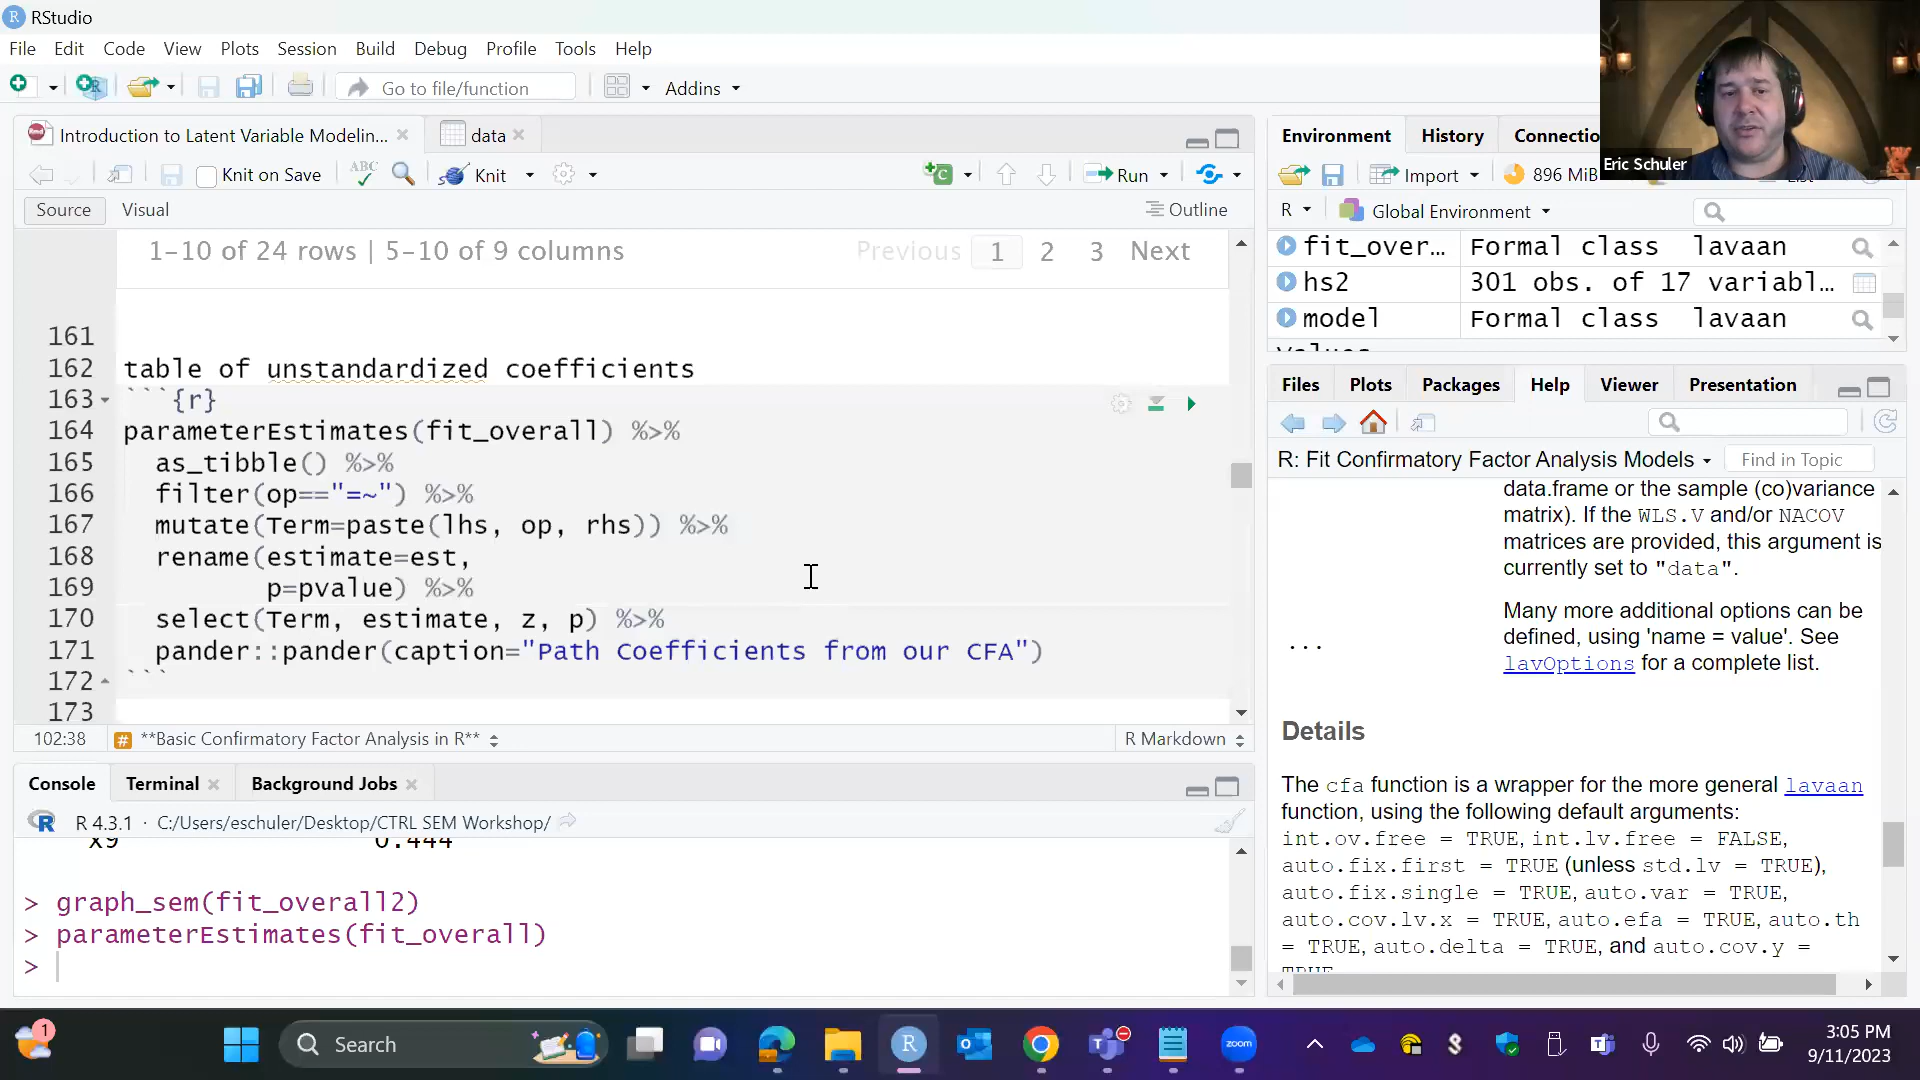 RStudio
File Edit Code View Plots Session Build Debug Profile Tools Help
Go to file/function Addins
Introduction to Latent Variable Modelin... data
Knit on Save ABC Knit Run
Source Visual Outline
1-10 of 24 rows | 5-10 of 9 columns Previous 1 2 3 Next
161
162 table of unstandardized coefficients
163 ```{r}
164 parameterEstimates(fit_overall) %>%
165 as_tibble() %>%
166 filter(op=="=~") %>%
167 mutate(Term=paste(lhs, op, rhs)) %>%
168 rename(estimate=est,
169 p=pvalue) %>%
170 select(Term, estimate, z, p) %>%
171 pander::pander(caption="Path Coefficients from our CFA")
172 ```
173
102:38 # **Basic Confirmatory Factor Analysis in R** R Markdown
Console Terminal Background Jobs
R 4.3.1 · C:/Users/eschuler/Desktop/CTRL SEM Workshop/
x9 0.444
> graph_sem(fit_overall2)
> parameterEstimates(fit_overall)
>
Eric Schuler
Environment History Connectio
Import 896 MiB
R Global Environment
fit_over... Formal class lavaan
hs2 301 obs. of 17 variabl...
model Formal class lavaan
Values
Files Plots Packages Help Viewer Presentation
R: Fit Confirmatory Factor Analysis Models Find in Topic
data.frame or the sample (co)variance
matrix). If the WLS.V and/or NACOV
matrices are provided, this argument is
currently set to "data".
... Many more additional options can be
defined, using 'name = value'. See
lavOptions for a complete list.
Details
The cfa function is a wrapper for the more general lavaan
function, using the following default arguments:
int.ov.free = TRUE, int.lv.free = FALSE,
auto.fix.first = TRUE (unless std.lv = TRUE),
auto.fix.single = TRUE, auto.var = TRUE,
auto.cov.lv.x = TRUE, auto.efa = TRUE, auto.th
= TRUE, auto.delta = TRUE, and auto.cov.y =
TRUE
1 Search zoom 3:05 PM
9/11/2023